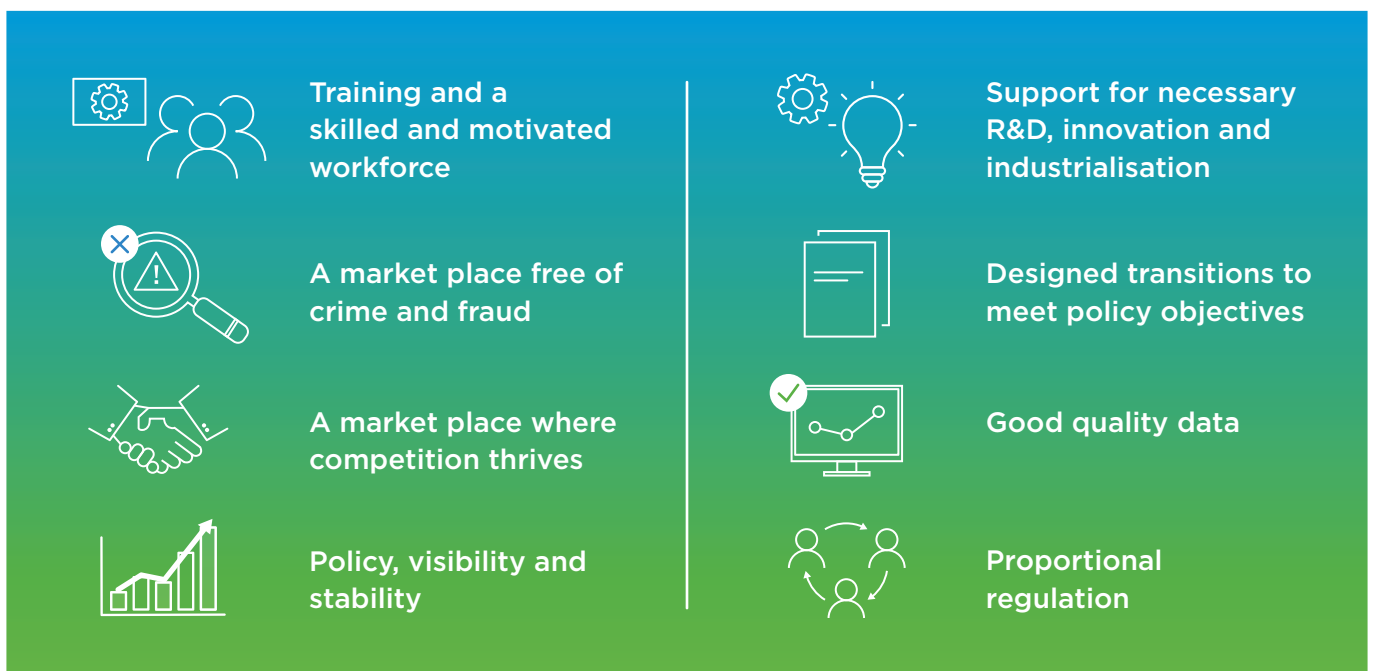 Training and a
skilled and motivated
workforce
A market place free of
crime and fraud
A market place where
competition thrives
Policy, visibility and
stability
Support for necessary
R&D, innovation and
industrialisation
Designed transitions to
meet policy objectives
Good quality data
Proportional
regulation